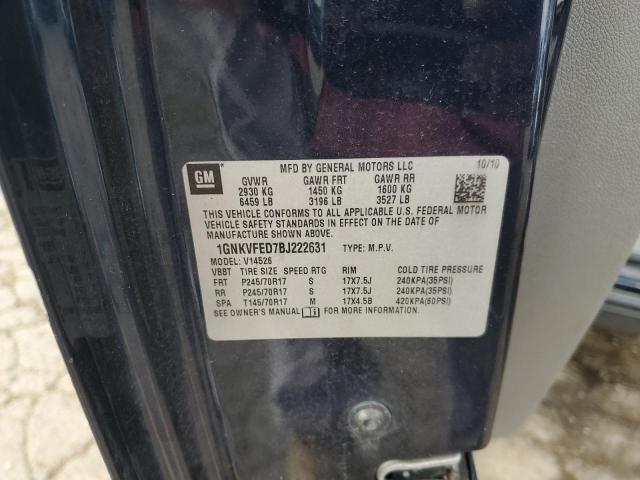 GM
MFD BY GENERAL MOTORS LLC 10/10
GVWR GAWR FRT GAWR RR
2930 KG 1450 KG 1600 KG
6459 LB 3196 LB 3527 LB
THIS VEHICLE CONFORMS TO ALL APPLICABLE U.S. FEDERAL MOTOR
VEHICLE SAFETY STANDARDS IN EFFECT ON THE DATE OF
MANUFACTURE SHOWN ABOVE.
1GNKVFED7BJ222631 TYPE: M.P.V.
MODEL: V14526
VBBT TIRE SIZE SPEED RTG RIM COLD TIRE PRESSURE
FRT P245/70R17 S 17X7.5J 240KPA(35PSI)
RR P245/70R17 S 17X7.5J 240KPA(35PSI)
SPA T145/70R17 M 17X4.5B 420KPA(60PSI)
SEE OWNER'S MANUAL i FOR MORE INFORMATION.